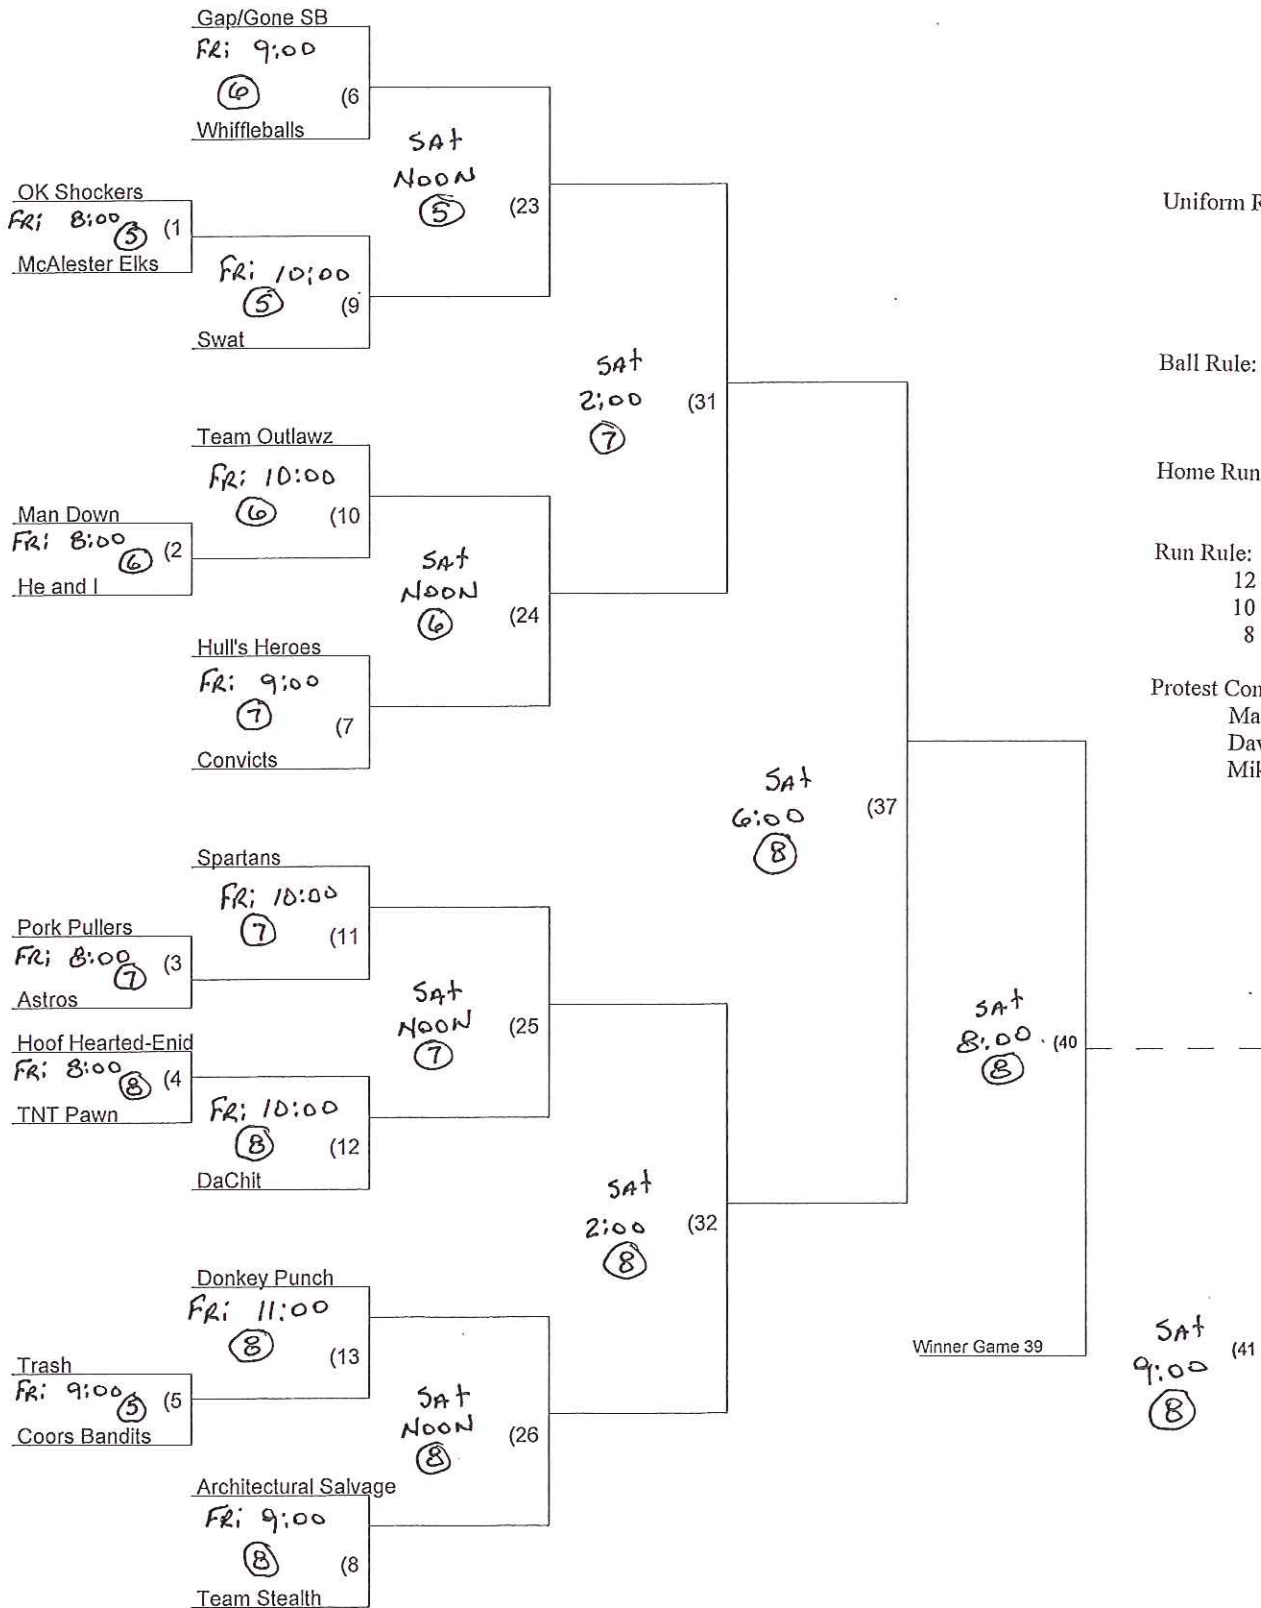 Gap/Gone SB
FRi 9:00
6 (6
Whiffleballs
OK Shockers
FRi 8:00 5 (1
McAlester Elks
FRi 10:00
5 (9
Swat
SAt
NOON
5 (23
Team Outlawz
FRi 10:00
6 (10
Man Down
FRi 8:00 6 (2
He and I
Hull's Heroes
FRi 9:00
7 (7
Convicts
SAt
NOON
6 (24
SAt
2:00 (31
7
Spartans
FRi 10:00
7 (11
Pork Pullers
FRi 8:00 7 (3
Astros
Hoof Hearted-Enid
FRi 8:00 8 (4
TNT Pawn
FRi 10:00
8 (12
DaChit
SAt
NOON (25
7
Donkey Punch
FRi 11:00
8 (13
Trash
FRi 9:00 5 (5
Coors Bandits
Architectural Salvage
FRi 9:00
8 (8
Team Stealth
SAt
NOON (26
8
SAt
2:00 (32
8
SAt
6:00 (37
8
SAt
8:00 (40
8
Winner Game 39
SAt
9:00 (41
8
Uniform R
Ball Rule:
Home Run
Run Rule:
12
10
8
Protest Con
Ma
Dav
Mik